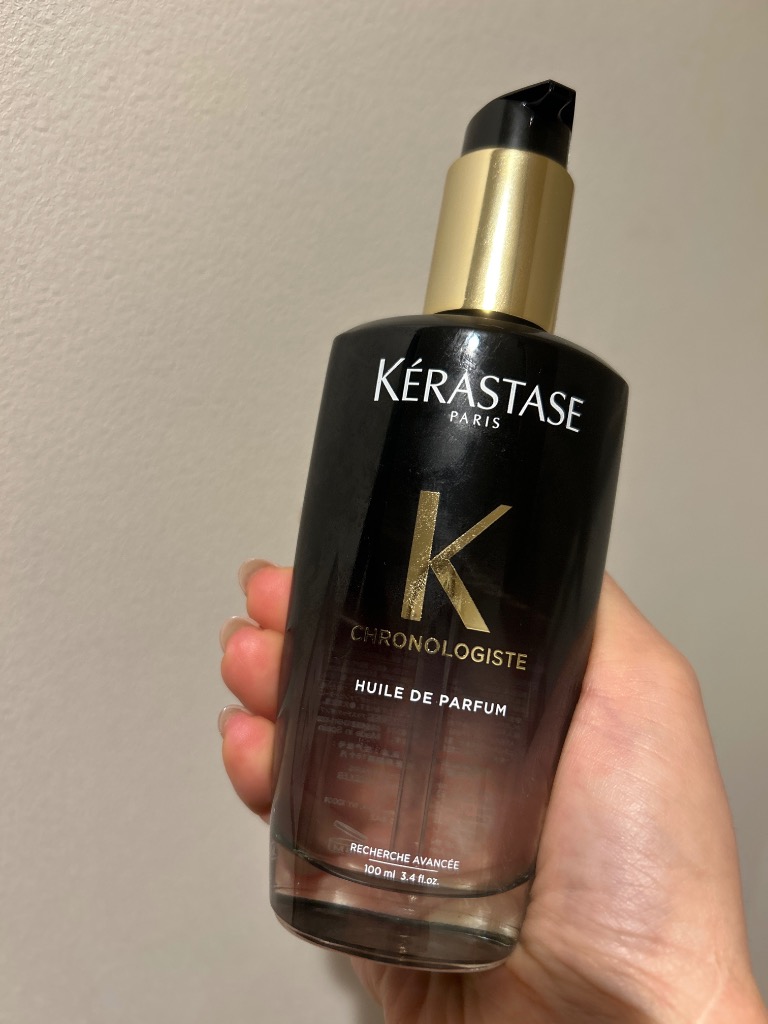 KÉRASTASE
PARIS
K
CHRONOLOGISTE
HUILE DE PARFUM
RECHERCHE AVANCÉE
100 ml 3.4 fl.oz.